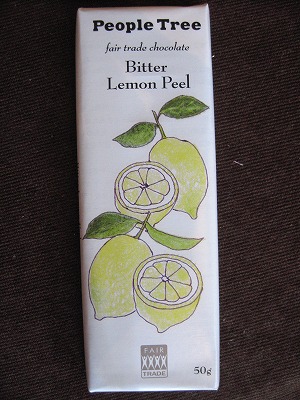 People Tree
fair trade chocolate
Bitter
Lemon Peel
FAIR
TRADE
50g